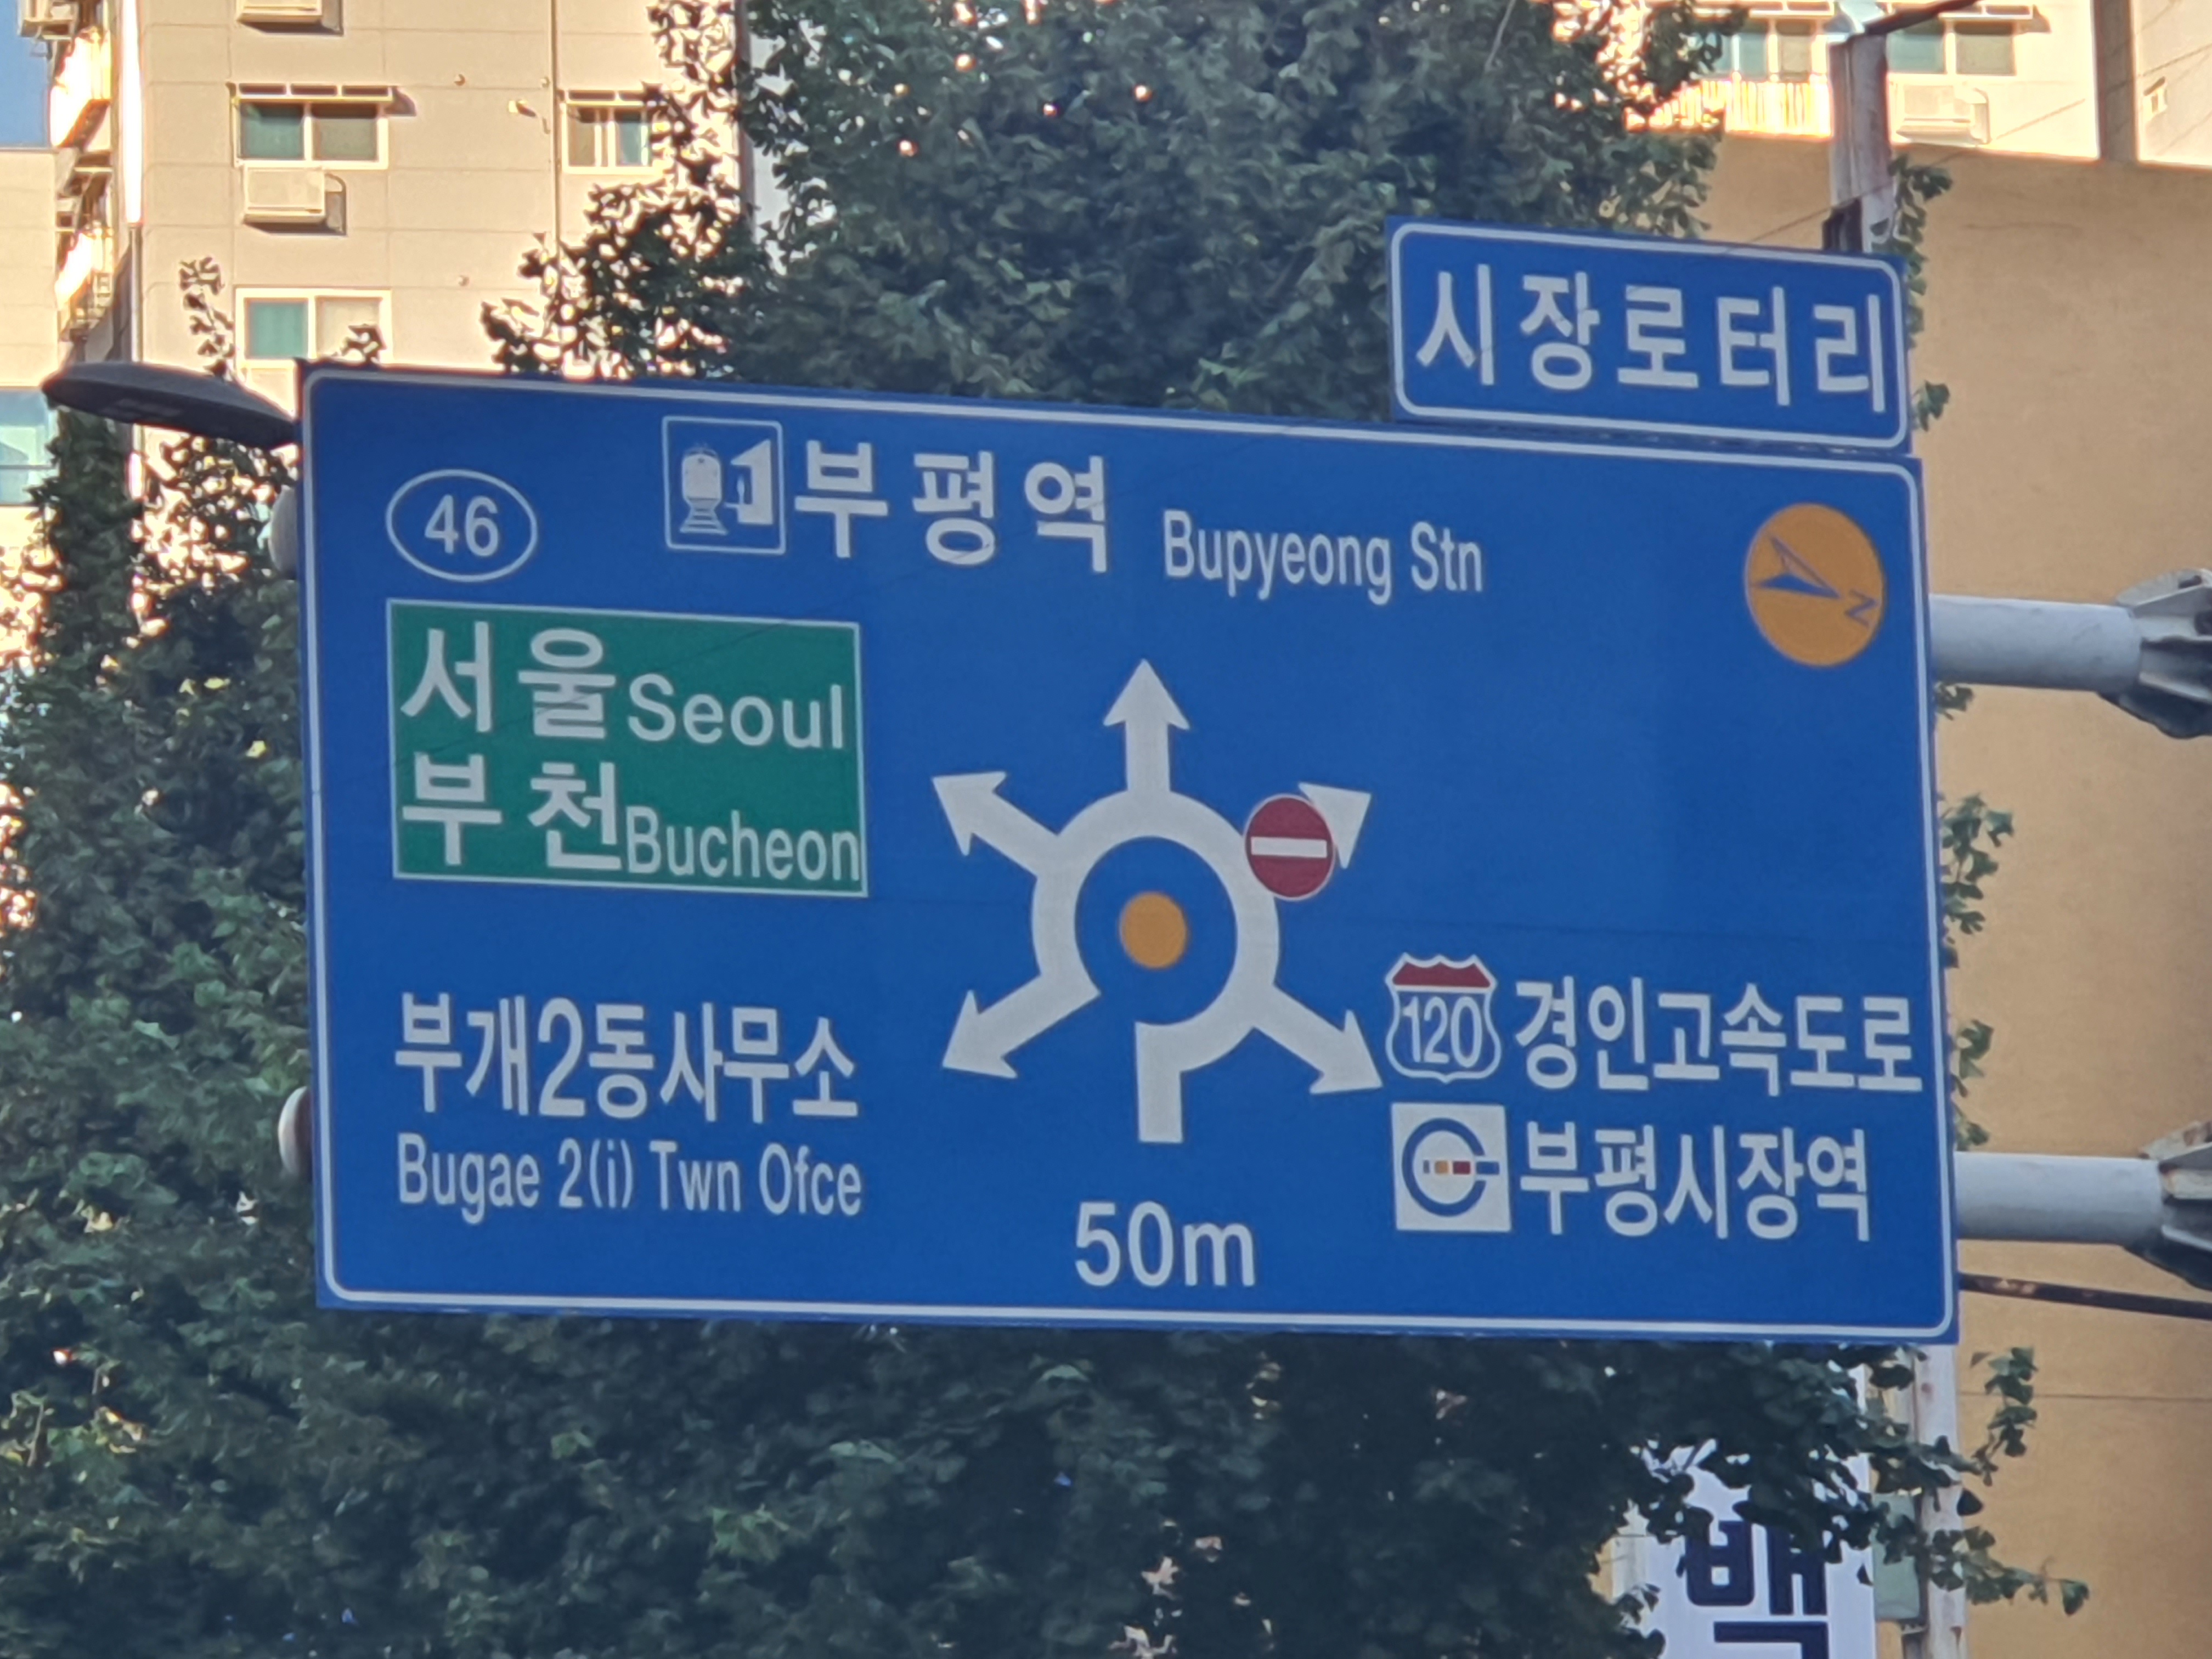 시장로터리
46
부평역 Bupyeong Stn
N
서울 Seoul
부천 Bucheon
부개2동사무소
Bugae 2(i) Twn Ofce
120 경인고속도로
부평시장역
50m
백